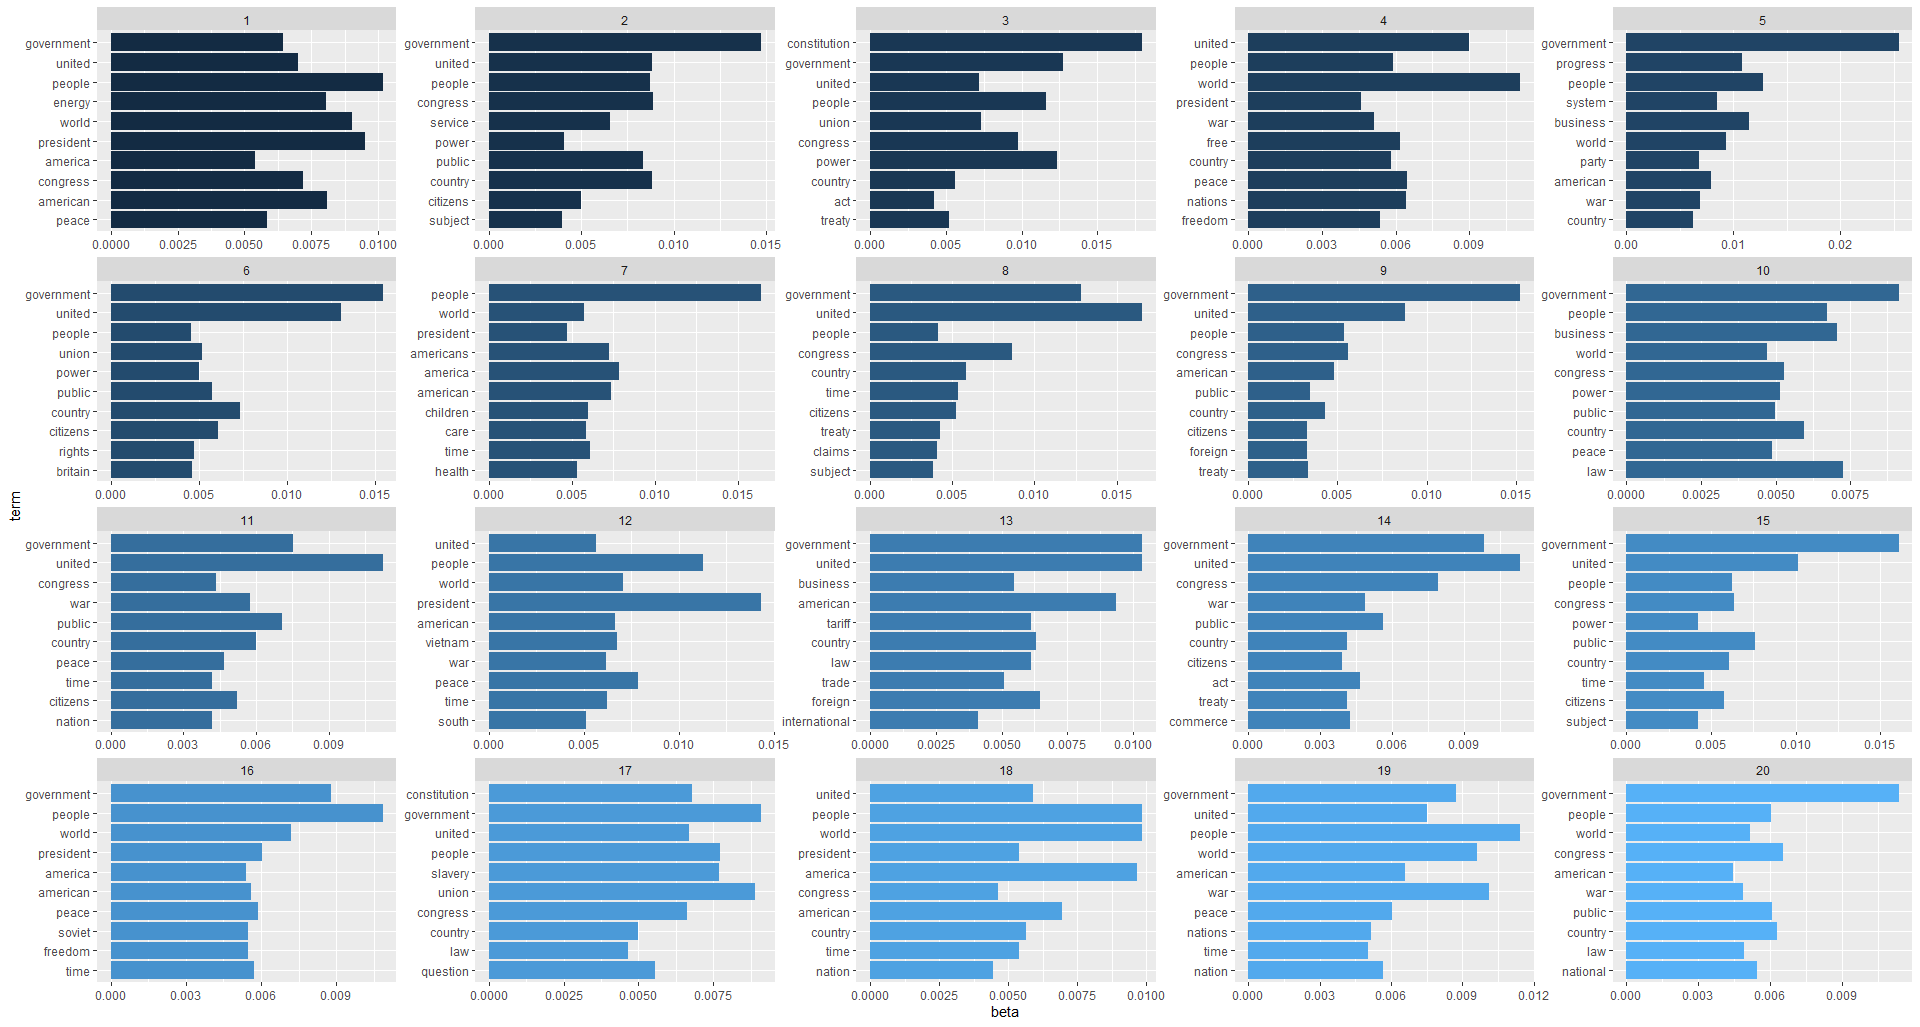 1
government
united
people
energy
world
president
america
congress
american
peace
0.0000 0.0025 0.0050 0.0075 0.0100
2
government
united
people
congress
service
power
public
country
citizens
subject
0.000 0.005 0.010 0.015
3
constitution
government
united
people
union
congress
power
country
act
treaty
0.000 0.005 0.010 0.015
4
united
people
world
president
war
free
country
peace
nations
freedom
0.000 0.003 0.006 0.009
5
government
progress
people
system
business
world
party
american
war
country
0.00 0.01 0.02
6
government
united
people
union
power
public
country
citizens
rights
britain
0.000 0.005 0.010 0.015
7
people
world
president
americans
america
american
children
care
time
health
0.000 0.005 0.010 0.015
8
government
united
people
congress
country
time
citizens
treaty
claims
subject
0.000 0.005 0.010 0.015
9
government
united
people
congress
american
public
country
citizens
foreign
treaty
0.000 0.005 0.010 0.015
10
government
people
business
world
congress
power
public
country
peace
law
0.0000 0.0025 0.0050 0.0075
term
11
government
united
congress
war
public
country
peace
time
citizens
nation
0.000 0.003 0.006 0.009
12
united
people
world
president
american
vietnam
war
peace
time
south
0.000 0.005 0.010 0.015
13
government
united
business
american
tariff
country
law
trade
foreign
international
0.0000 0.0025 0.0050 0.0075 0.0100
14
government
united
congress
war
public
country
citizens
act
treaty
commerce
0.000 0.003 0.006 0.009
15
government
united
people
congress
power
public
country
time
citizens
subject
0.000 0.005 0.010 0.015
16
government
people
world
president
america
american
peace
soviet
freedom
time
0.000 0.003 0.006 0.009
17
constitution
government
united
people
slavery
union
congress
country
law
question
0.0000 0.0025 0.0050 0.0075
18
united
people
world
president
america
congress
american
country
time
nation
0.0000 0.0025 0.0050 0.0075 0.0100
19
government
united
people
world
american
war
peace
nations
time
nation
0.000 0.003 0.006 0.009 0.012
20
government
people
world
congress
american
war
public
country
law
national
0.000 0.003 0.006 0.009
beta